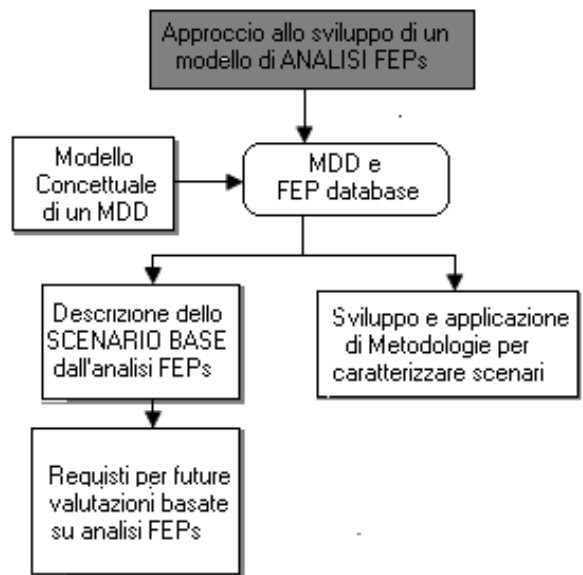 Approccio allo sviluppo di un
modello di ANALISI FEPs
Modello
Concettuale
di un MDD
MDD e
FEP database
Descrizione dello
SCENARIO BASE
dall'analisi FEPs
Sviluppo e applicazione
di Metodologie per
caratterizzare scenari
Requisti per future
valutazioni basate
su analisi FEPs